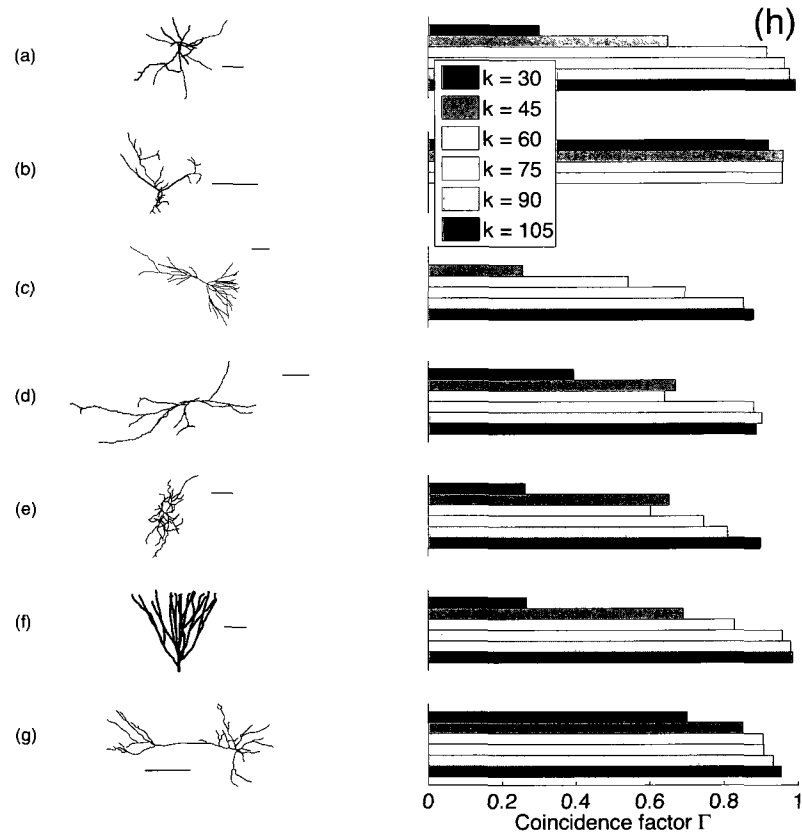 (h)
(a)
k = 30
k = 45
k = 60
k = 75
k = 90
k = 105
(b)
(c)
(d)
(e)
(f)
(g)
0 0.2 0.4 0.6 0.8 1
Coincidence factor Γ